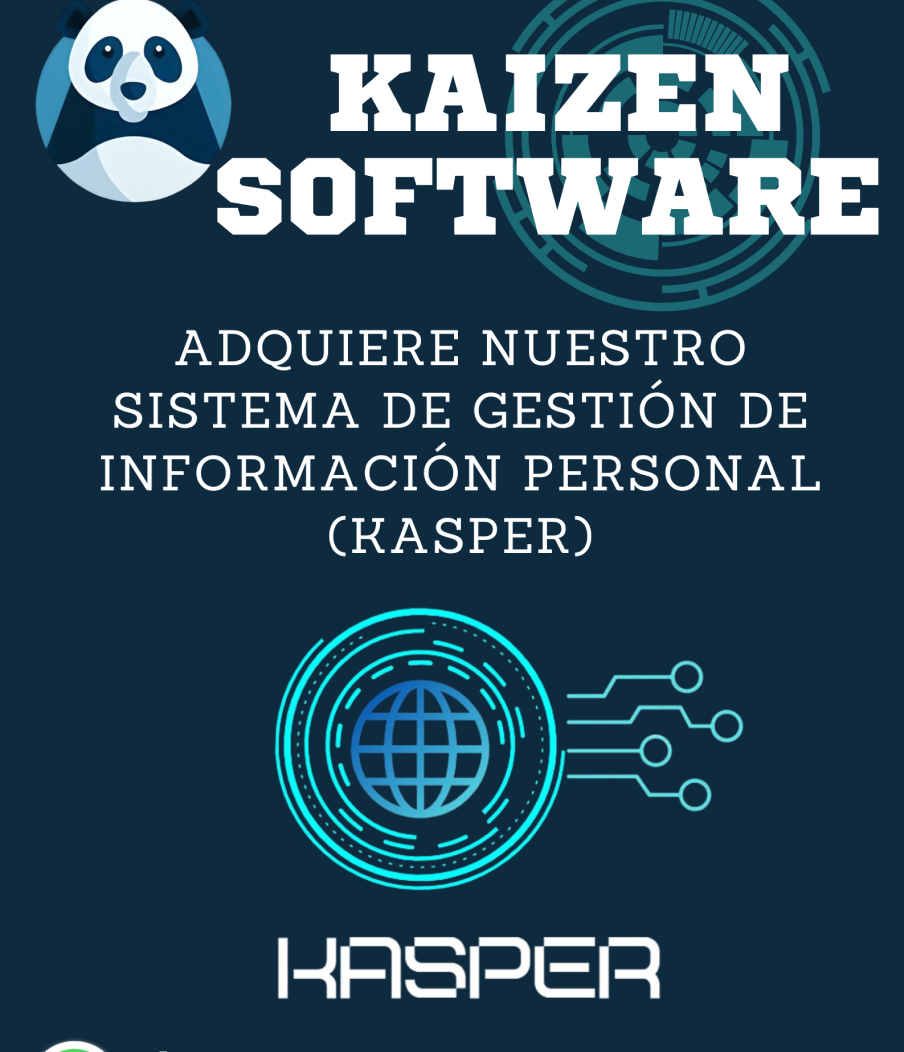 KAIZEN
SOFTWARE
ADQUIERE NUESTRO
SISTEMA DE GESTIÓN DE
INFORMACIÓN PERSONAL
(KASPER)
KASPER